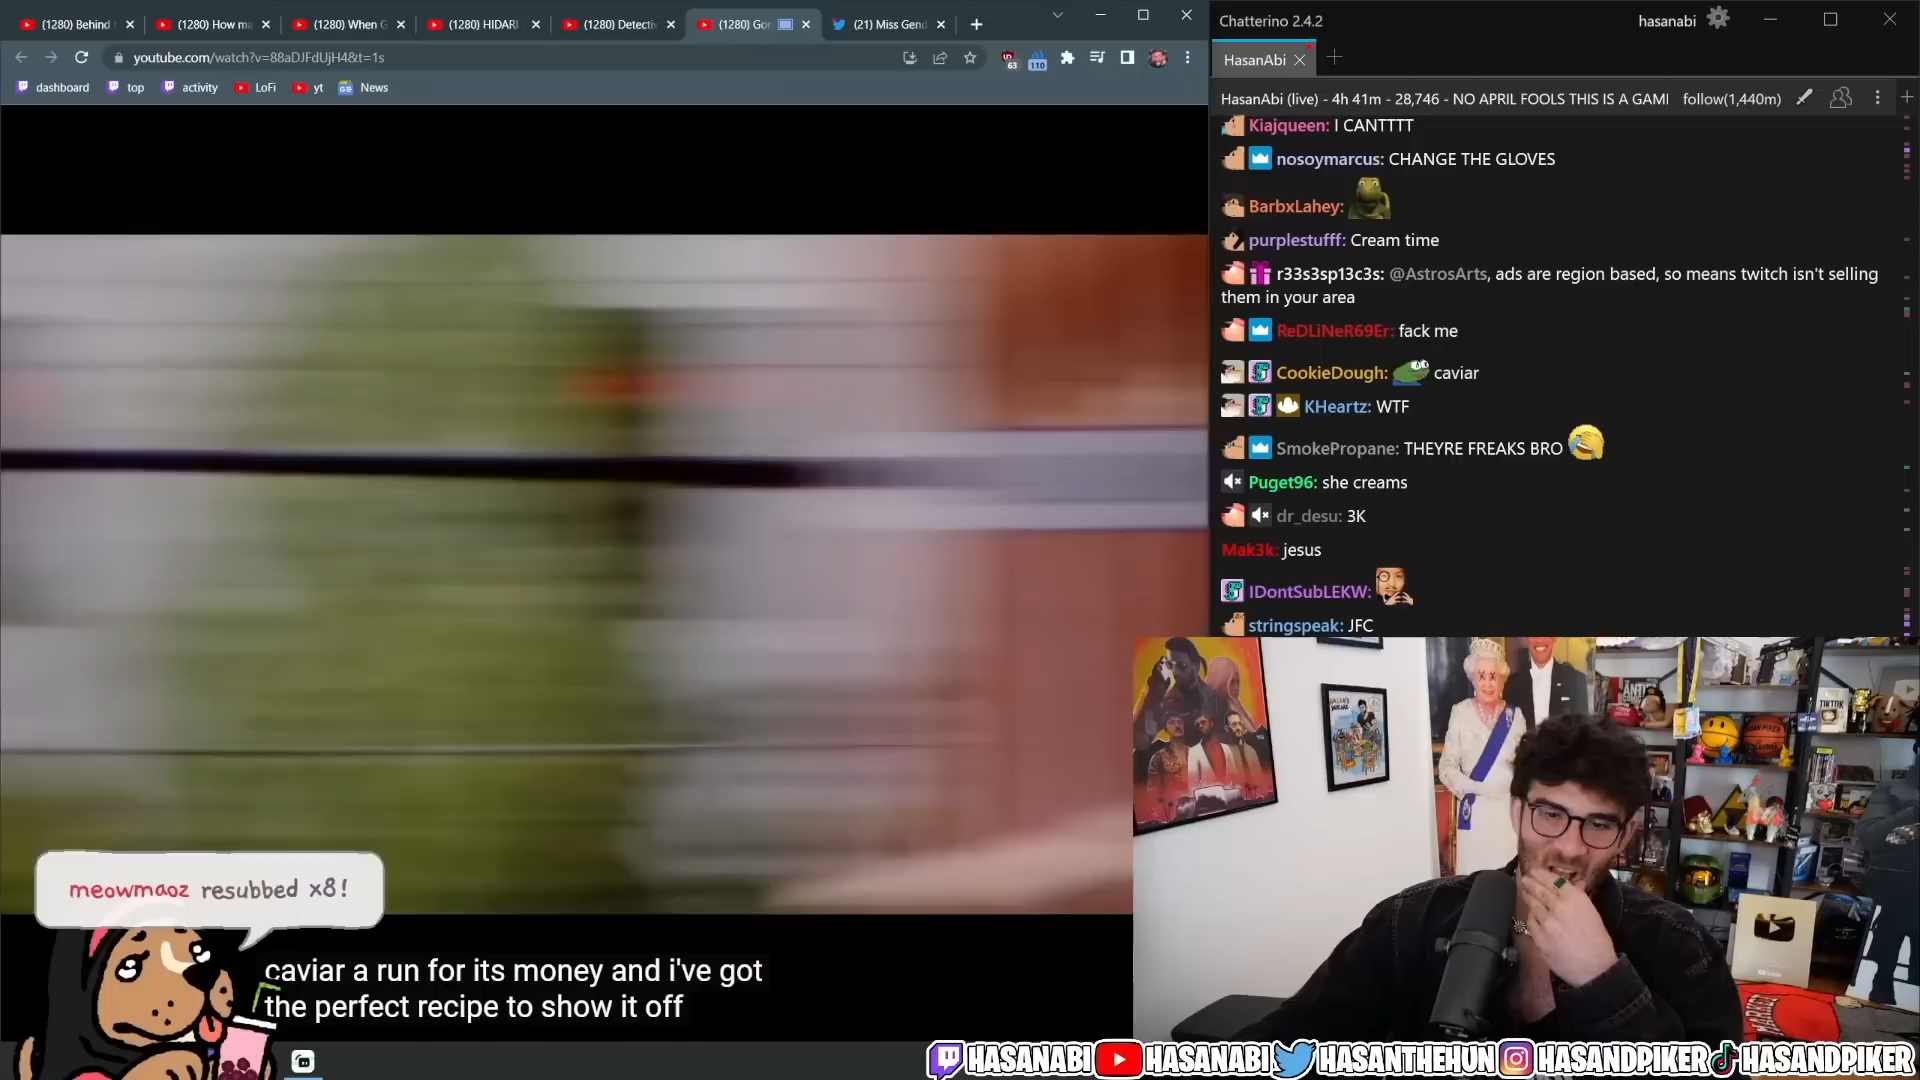 (1280) Behind t
(1280) How ma
(1280) When G
(1280) HIDARI
(1280) Detectiv
(1280) Gor
(21) Miss Gend
youtube.com/watch?v=88aDJFdUjH4&t=1s
63
110
dashboard
top
activity
LoFi
yt
News
meowmaoz resubbed x8!
caviar a run for its money and i've got
the perfect recipe to show it off
Chatterino 2.4.2
hasanabi
HasanAbi
HasanAbi (live) - 4h 41m - 28,746 - NO APRIL FOOLS THIS IS A GAMI
follow(1,440m)
Kiajqueen: I CANTTTT
nosoymarcus: CHANGE THE GLOVES
BarbxLahey:
purplestufff: Cream time
r33s3sp13c3s: @AstrosArts, ads are region based, so means twitch isn't selling
them in your area
ReDLiNeR69Er: fack me
CookieDough: caviar
KHeartz: WTF
SmokePropane: THEYRE FREAKS BRO
Puget96: she creams
dr_desu: 3K
Mak3k: jesus
IDontSubLEKW:
stringspeak: JFC
TIKTOK
HASANABI HASANABI HASANTHEHUN HASANDPIKER HASANDPIKER